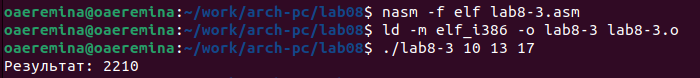 oaeremina@oaeremina:~/work/arch-pc/lab08$ nasm -f elf lab8-3.asm
oaeremina@oaeremina:~/work/arch-pc/lab08$ ld -m elf_i386 -o lab8-3 lab8-3.o
oaeremina@oaeremina:~/work/arch-pc/lab08$ ./lab8-3 10 13 17
Результат: 2210